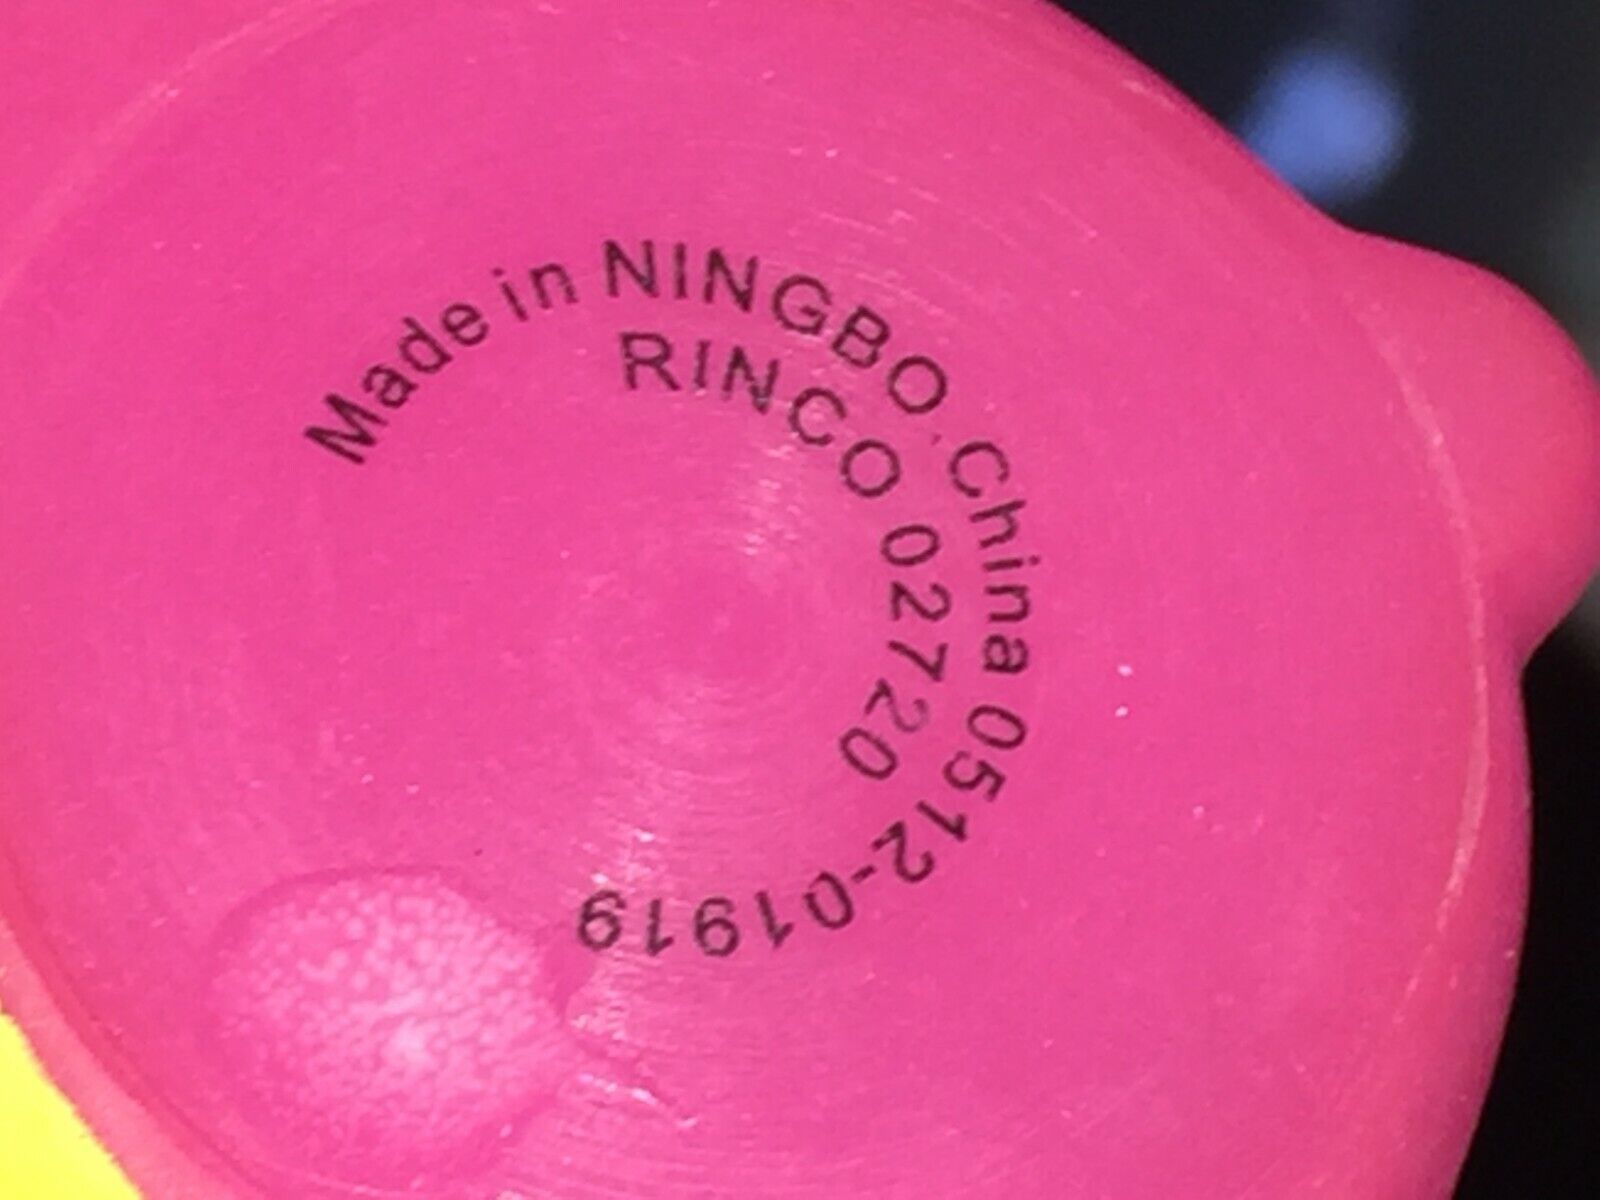 Made in NINGBO, China 0512-01919
RINCO 02720